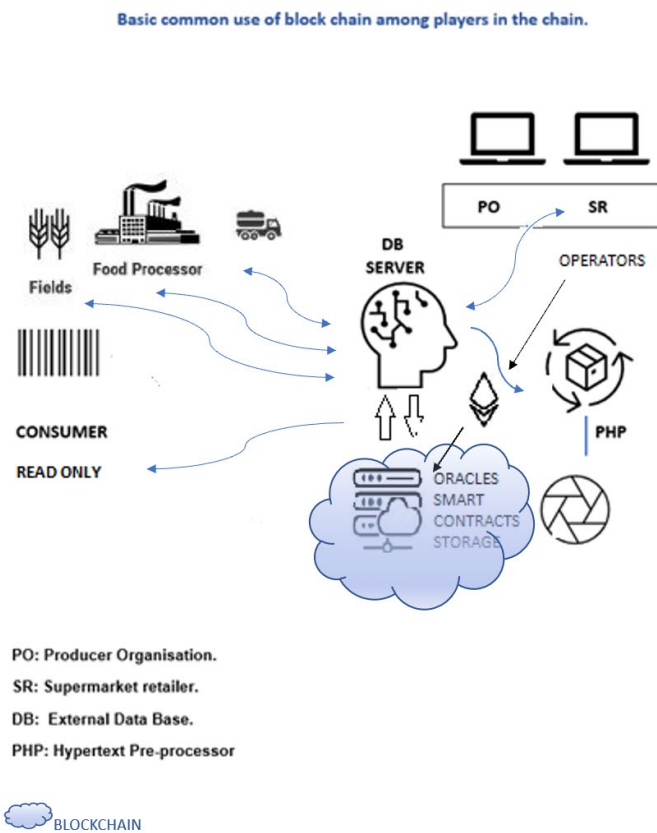 Basic common use of block chain among players in the chain.
PO SR
OPERATORS
DB
SERVER
Food Processor
Fields
CONSUMER
READ ONLY
PHP
ORACLES
SMART
CONTRACTS
STORAGE
PO: Producer Organisation.
SR: Supermarket retailer.
DB: External Data Base.
PHP: Hypertext Pre-processor
BLOCKCHAIN